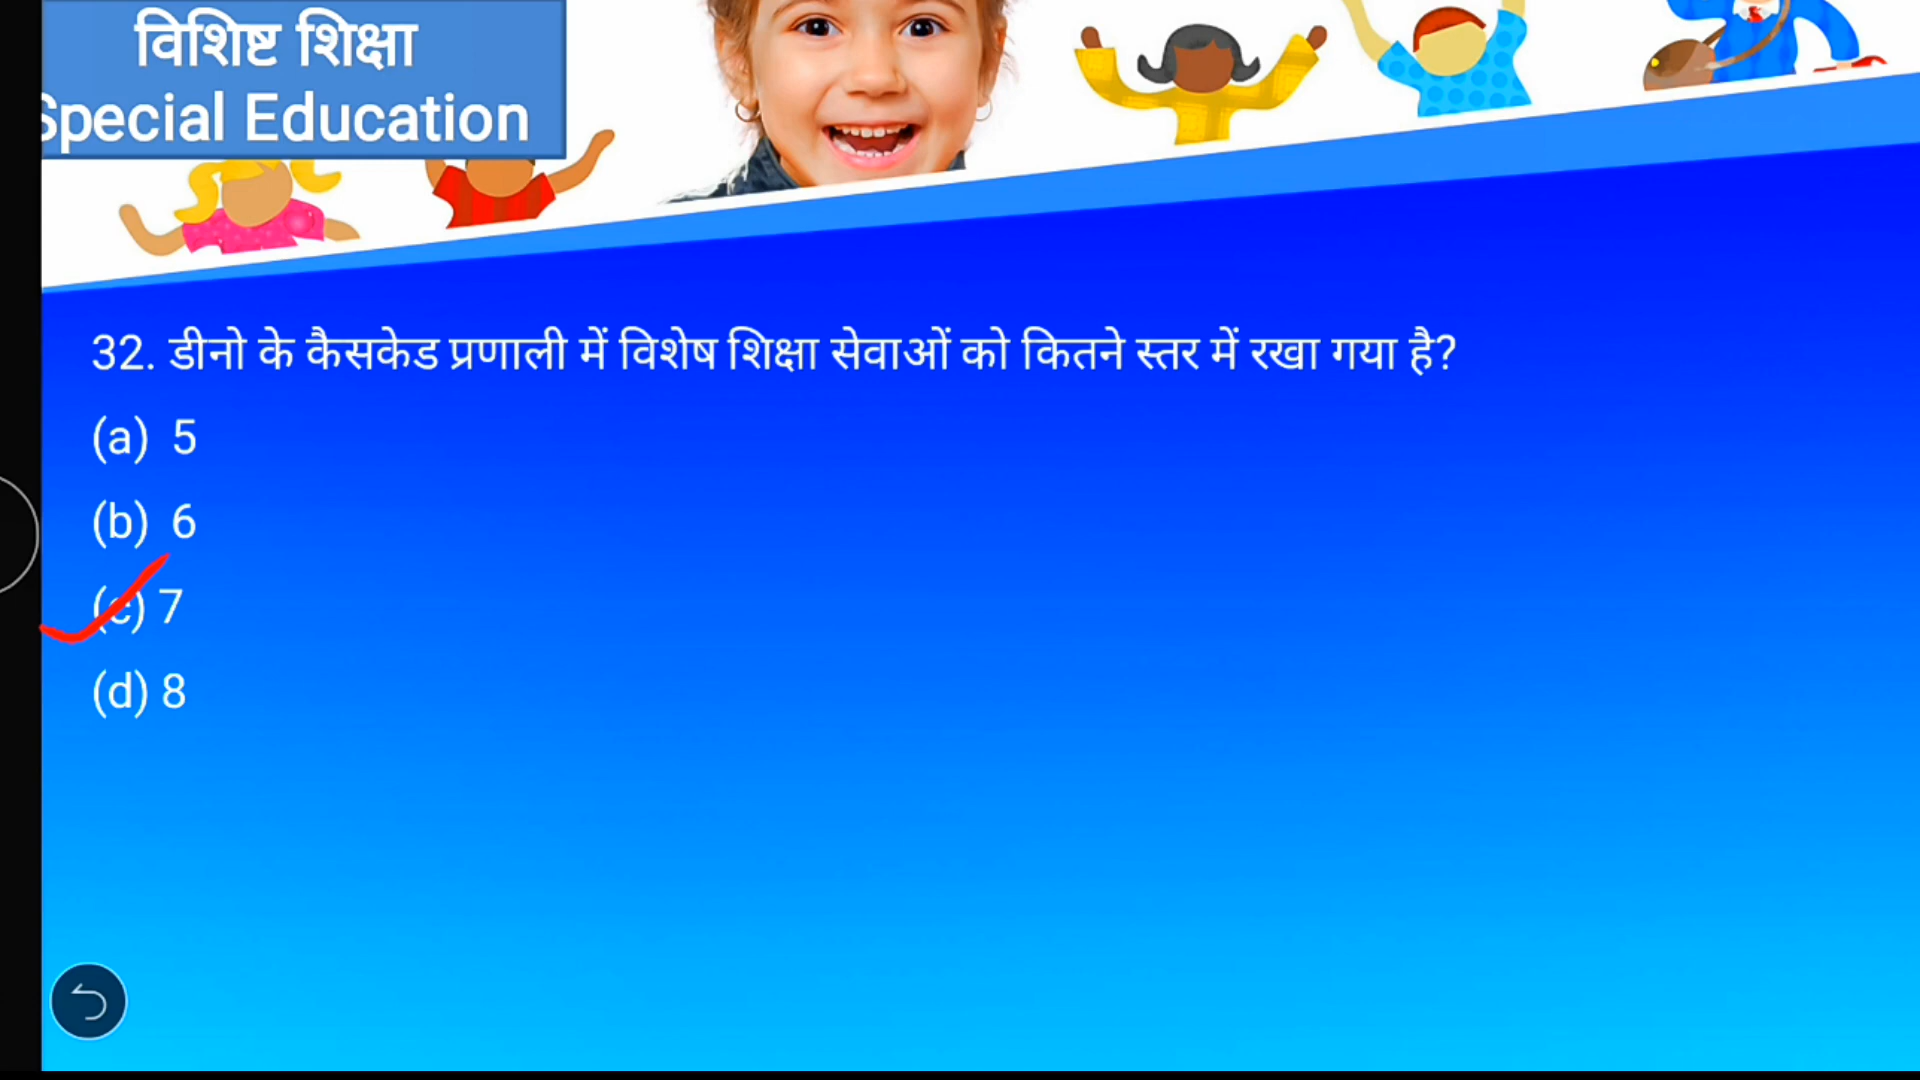 विशिष्ट शिक्षा
Special Education
32. डीनो के कैसकेड प्रणाली में विशेष शिक्षा सेवाओं को कितने स्तर में रखा गया है?
(a) 5
(b) 6
(c) 7
(d) 8